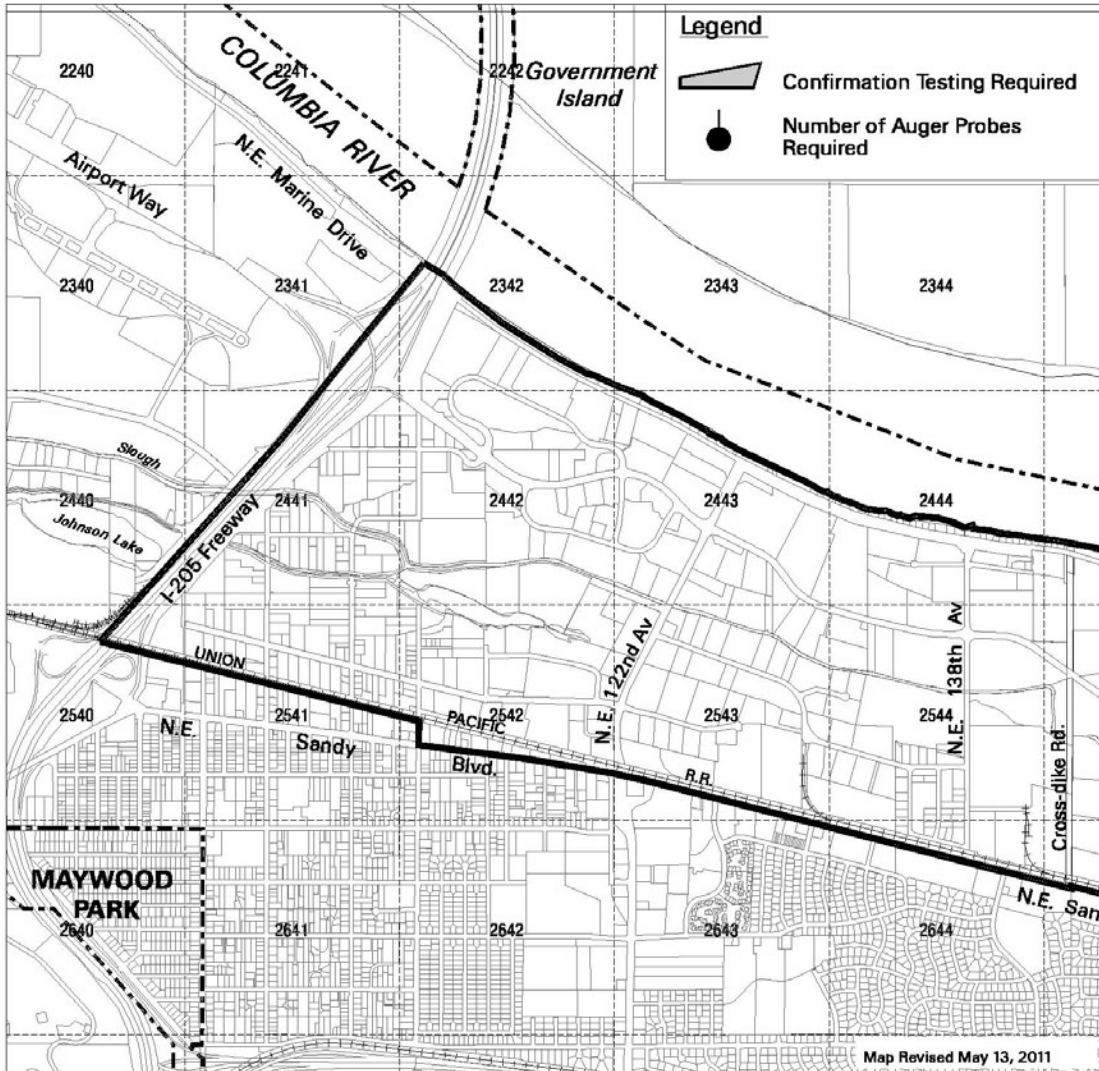 Legend
Confirmation Testing Required
Number of Auger Probes
Required
2240
2241
2242
COLUMBIA RIVER
Government
Island
Airport Way
N.E. Marine Drive
2340
2341
2342
2343
2344
Slough
2440
2441
2442
2443
2444
Johnson Lake
I-205 Freeway
UNION
PACIFIC
R.R.
N.E. 122nd Av
N.E. 138th Av
Cross-dike Rd.
2540
2541
2542
2543
2544
N.E.
Sandy
Blvd.
MAYWOOD
PARK
N.E. San
2640
2641
2642
2643
2644
Map Revised May 13, 2011